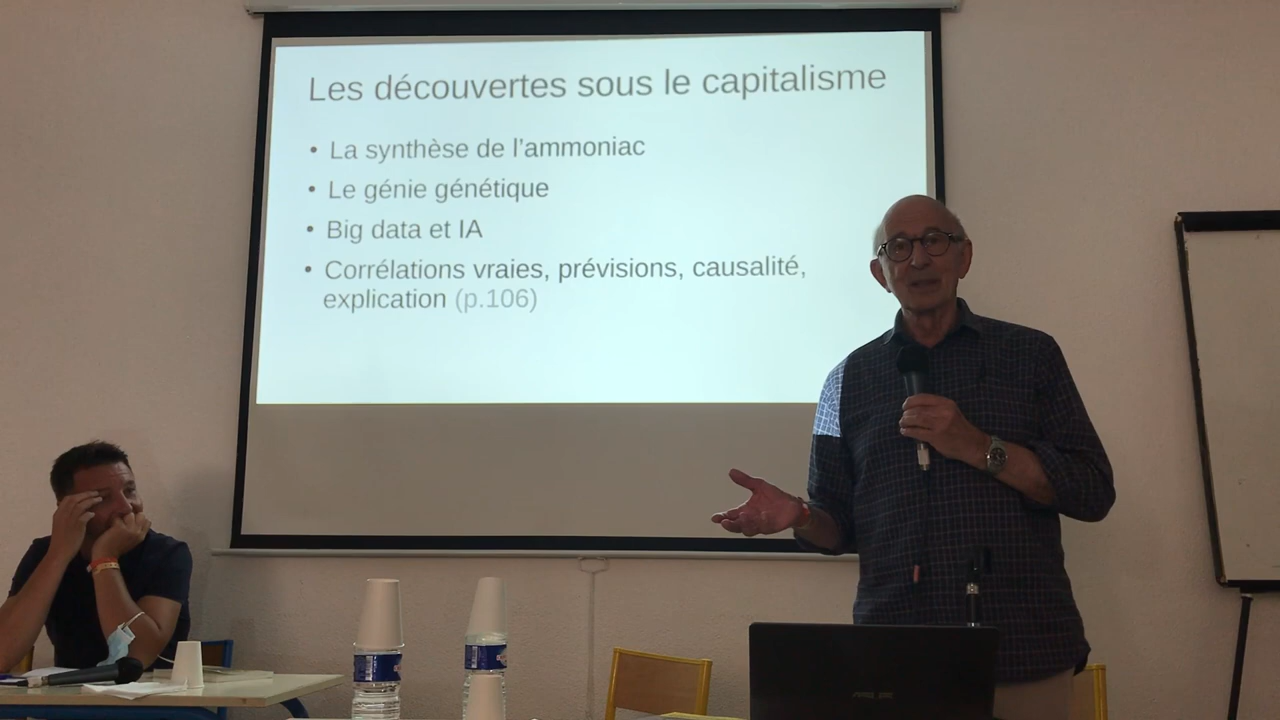 Les découvertes sous le capitalisme
• La synthèse de l'ammoniac
• Le génie génétique
• Big data et IA
• Corrélations vraies, prévisions, causalité,
explication (p.106)